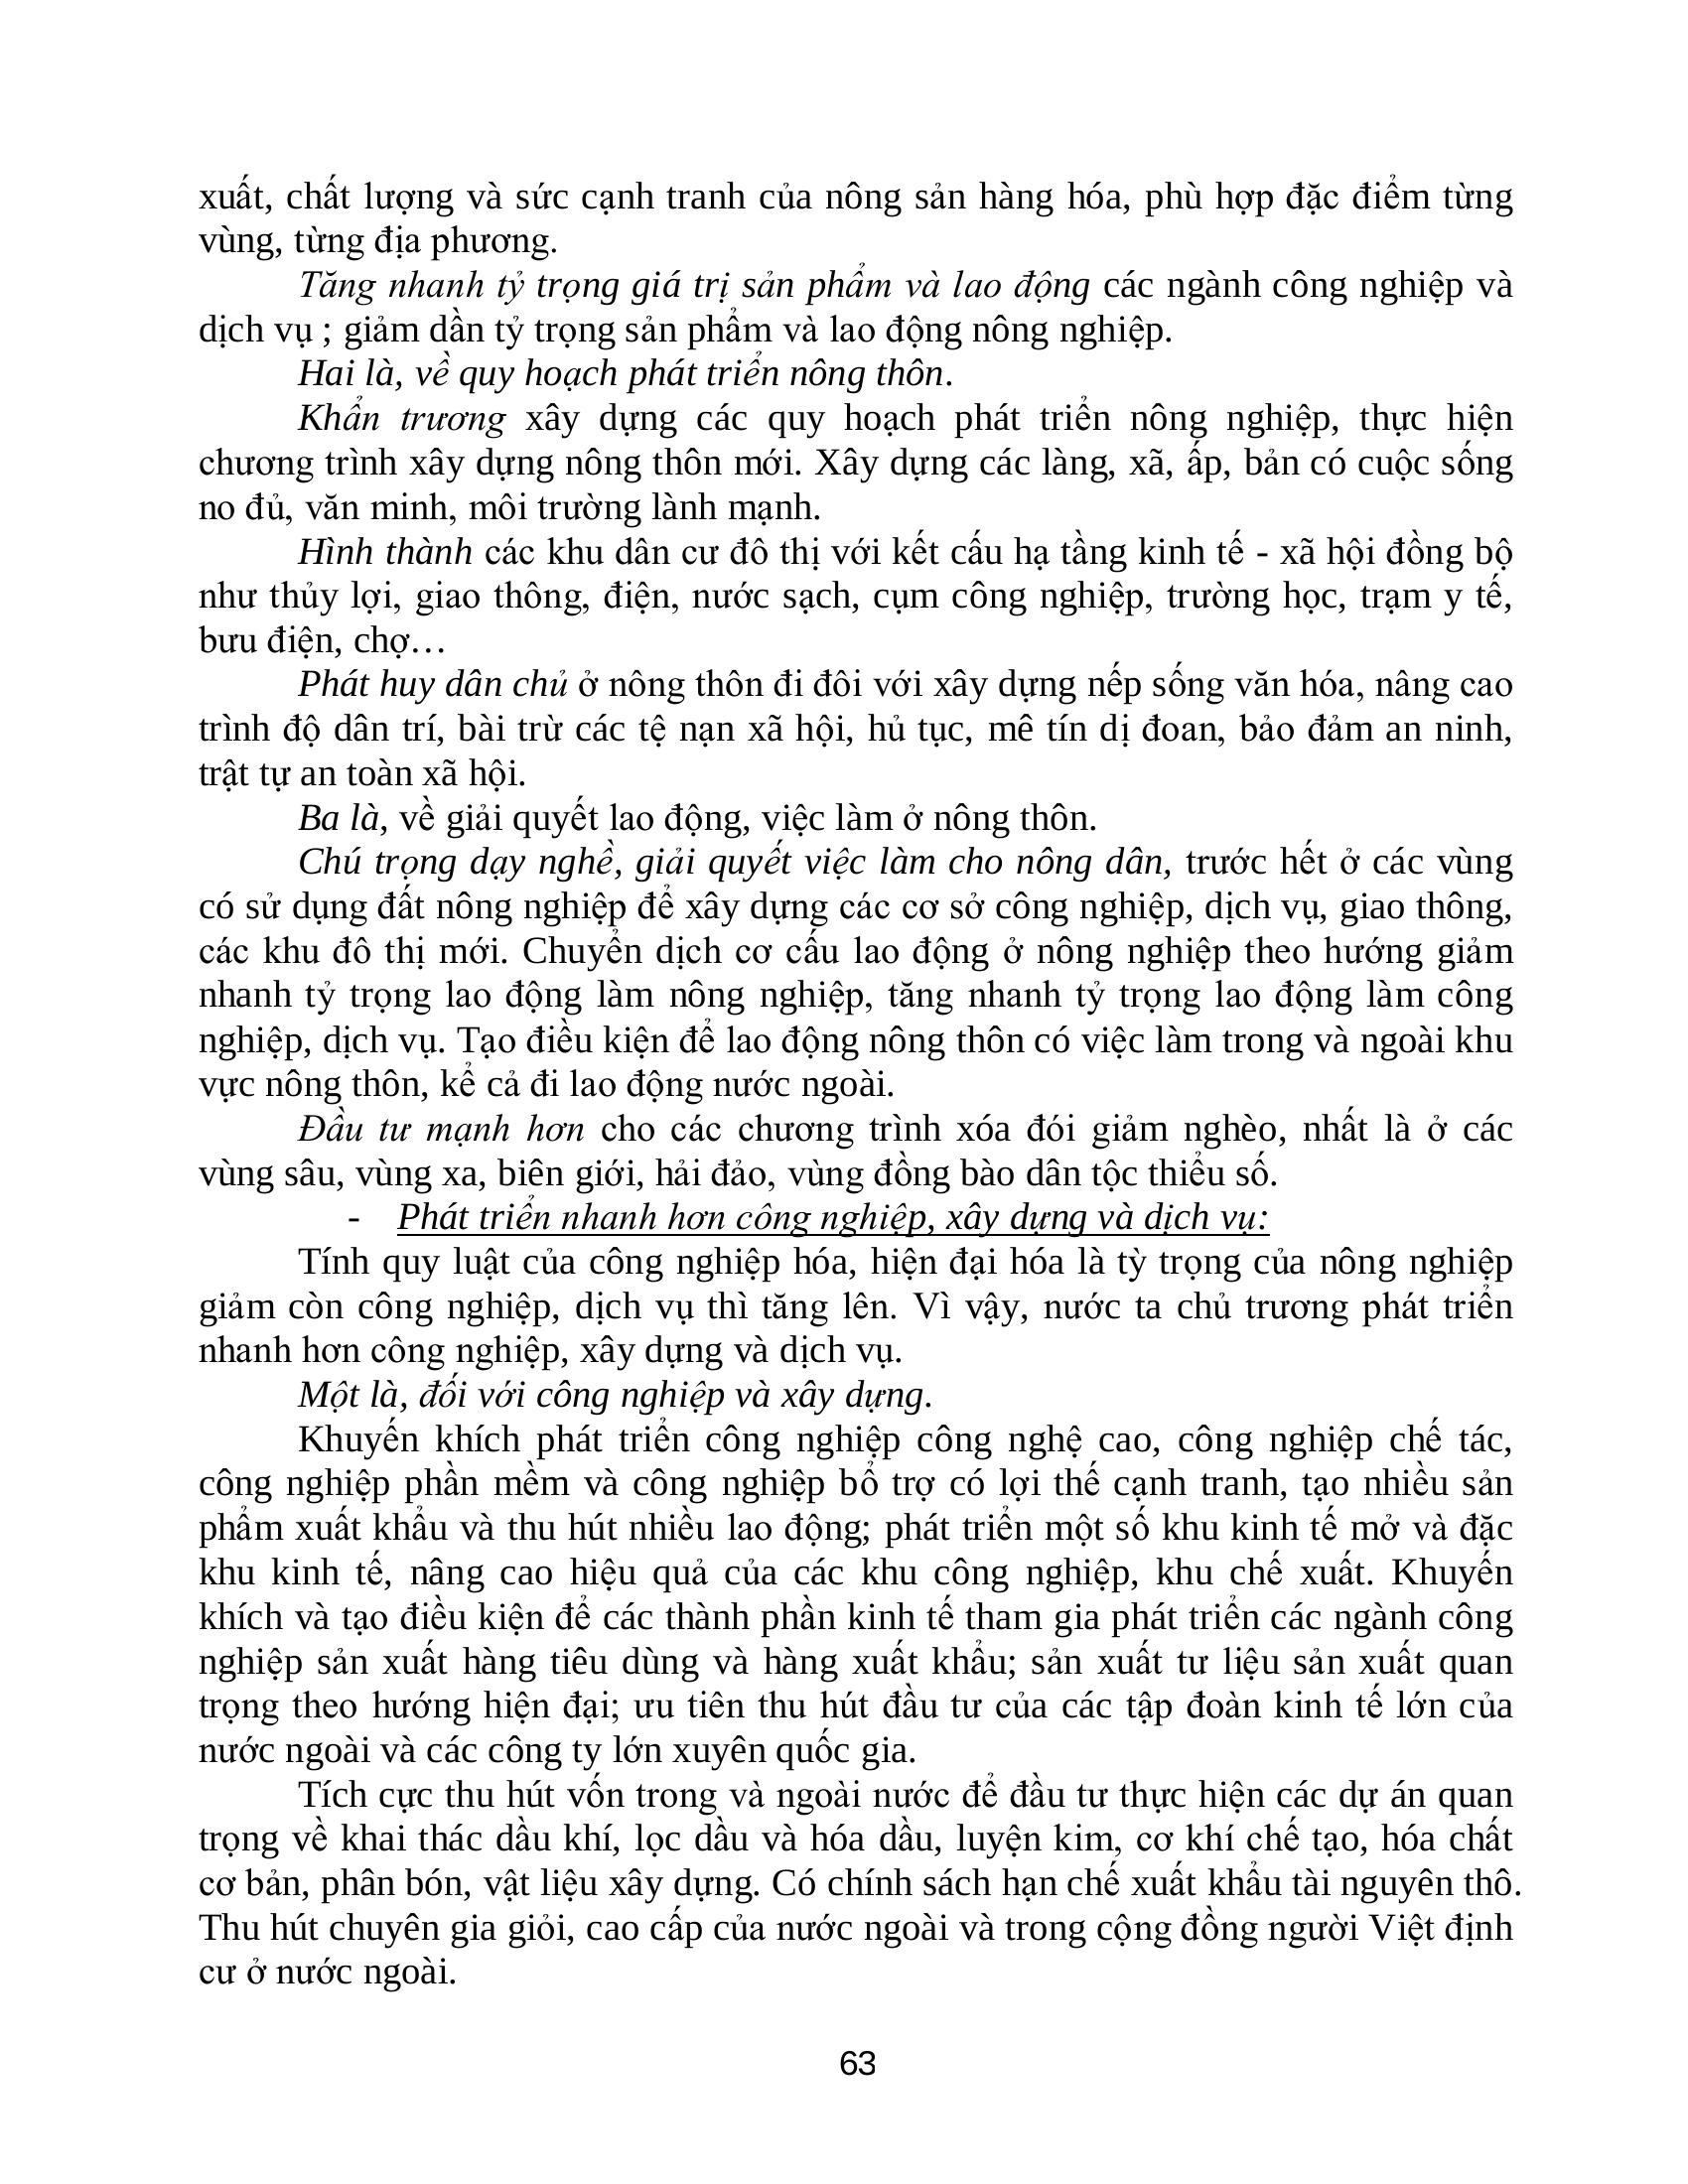 xuất, chất lượng và sức cạnh tranh của nông sản hàng hóa, phù hợp đặc điểm từng
vùng, từng địa phương.
Tăng nhanh tỷ trọng giá trị sản phẩm và lao động các ngành công nghiệp và
dịch vụ ; giảm dần tỷ trọng sản phẩm và lao động nông nghiệp.
Hai là, về quy hoạch phát triển nông thôn.
Khẩn trương xây dựng các quy hoạch phát triển nông nghiệp, thực hiện
chương trình xây dựng nông thôn mới. Xây dựng các làng, xã, ấp, bản có cuộc sống
no đủ, văn minh, môi trường lành mạnh.
Hình thành các khu dân cư đô thị với kết cấu hạ tầng kinh tế - xã hội đồng bộ
như thủy lợi, giao thông, điện, nước sạch, cụm công nghiệp, trường học, trạm y tế,
bưu điện, chợ…
Phát huy dân chủ ở nông thôn đi đôi với xây dựng nếp sống văn hóa, nâng cao
trình độ dân trí, bài trừ các tệ nạn xã hội, hủ tục, mê tín dị đoan, bảo đảm an ninh,
trật tự an toàn xã hội.
Ba là, về giải quyết lao động, việc làm ở nông thôn.
Chú trọng dạy nghề, giải quyết việc làm cho nông dân, trước hết ở các vùng
có sử dụng đất nông nghiệp để xây dựng các cơ sở công nghiệp, dịch vụ, giao thông,
các khu đô thị mới. Chuyển dịch cơ cấu lao động ở nông nghiệp theo hướng giảm
nhanh tỷ trọng lao động làm nông nghiệp, tăng nhanh tỷ trọng lao động làm công
nghiệp, dịch vụ. Tạo điều kiện để lao động nông thôn có việc làm trong và ngoài khu
vực nông thôn, kể cả đi lao động nước ngoài.
Đầu tư mạnh hơn cho các chương trình xóa đói giảm nghèo, nhất là ở các
vùng sâu, vùng xa, biên giới, hải đảo, vùng đồng bào dân tộc thiểu số.
- Phát triển nhanh hơn công nghiệp, xây dựng và dịch vụ:
Tính quy luật của công nghiệp hóa, hiện đại hóa là tỳ trọng của nông nghiệp
giảm còn công nghiệp, dịch vụ thì tăng lên. Vì vậy, nước ta chủ trương phát triển
nhanh hơn công nghiệp, xây dựng và dịch vụ.
Một là, đối với công nghiệp và xây dựng.
Khuyến khích phát triển công nghiệp công nghệ cao, công nghiệp chế tác,
công nghiệp phần mềm và công nghiệp bổ trợ có lợi thế cạnh tranh, tạo nhiều sản
phẩm xuất khẩu và thu hút nhiều lao động; phát triển một số khu kinh tế mở và đặc
khu kinh tế, nâng cao hiệu quả của các khu công nghiệp, khu chế xuất. Khuyến
khích và tạo điều kiện để các thành phần kinh tế tham gia phát triển các ngành công
nghiệp sản xuất hàng tiêu dùng và hàng xuất khẩu; sản xuất tư liệu sản xuất quan
trọng theo hướng hiện đại; ưu tiên thu hút đầu tư của các tập đoàn kinh tế lớn của
nước ngoài và các công ty lớn xuyên quốc gia.
Tích cực thu hút vốn trong và ngoài nước để đầu tư thực hiện các dự án quan
trọng về khai thác dầu khí, lọc dầu và hóa dầu, luyện kim, cơ khí chế tạo, hóa chất
cơ bản, phân bón, vật liệu xây dựng. Có chính sách hạn chế xuất khẩu tài nguyên thô.
Thu hút chuyên gia giỏi, cao cấp của nước ngoài và trong cộng đồng người Việt định
cư ở nước ngoài.
63